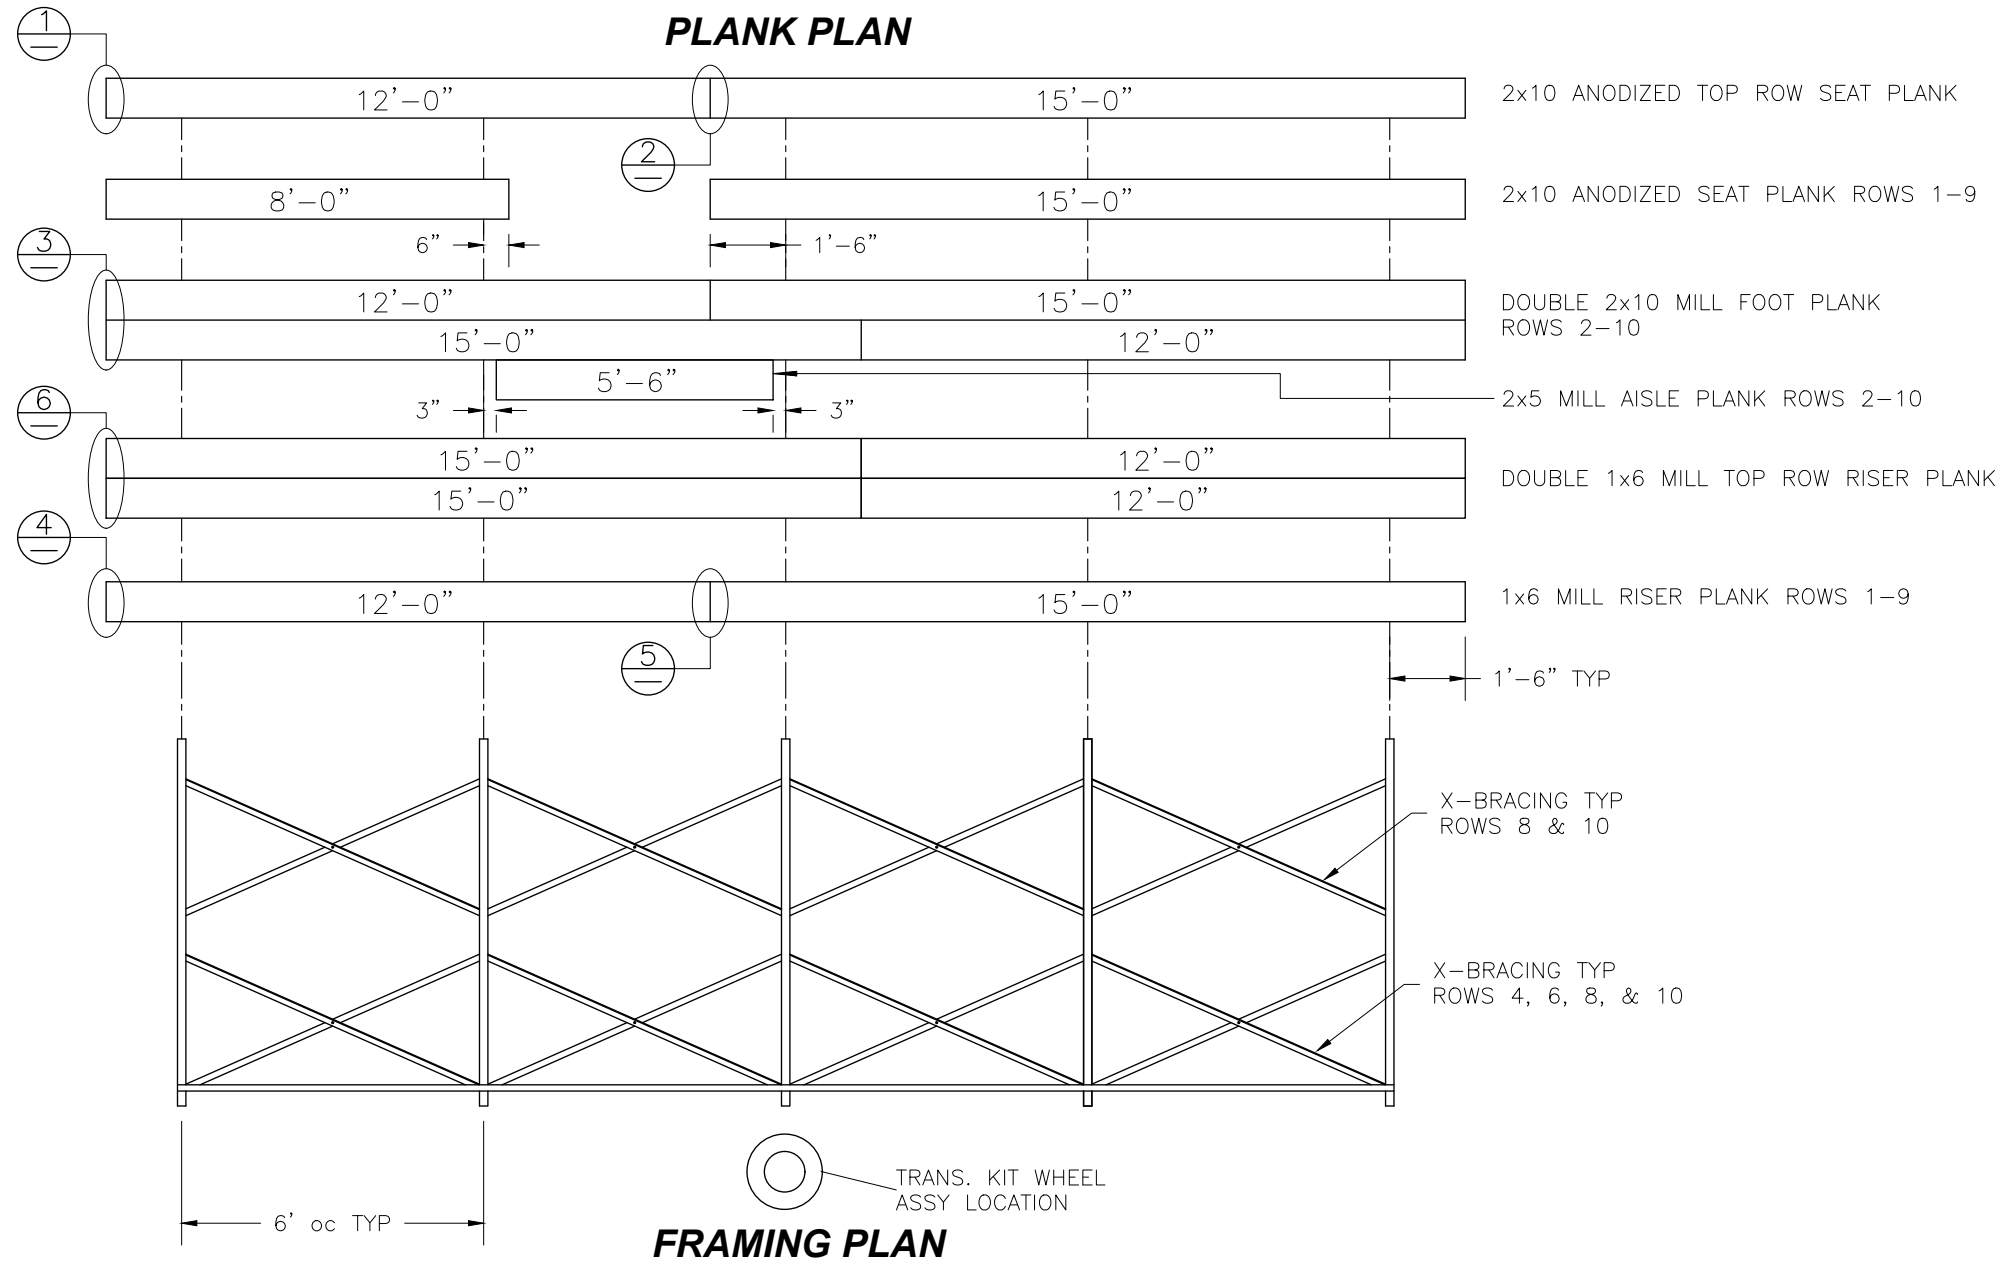 1
PLANK PLAN
12'-0"
15'-0"
2x10 ANODIZED TOP ROW SEAT PLANK
2
8'-0"
15'-0"
2x10 ANODIZED SEAT PLANK ROWS 1-9
3
6"
1'-6"
12'-0"
15'-0"
DOUBLE 2x10 MILL FOOT PLANK
ROWS 2-10
15'-0"
12'-0"
5'-6"
6
3"
3"
2x5 MILL AISLE PLANK ROWS 2-10
15'-0"
12'-0"
DOUBLE 1x6 MILL TOP ROW RISER PLANK
15'-0"
12'-0"
4
12'-0"
15'-0"
1x6 MILL RISER PLANK ROWS 1-9
5
1'-6" TYP
X-BRACING TYP
ROWS 8 & 10
X-BRACING TYP
ROWS 4, 6, 8, & 10
TRANS. KIT WHEEL
ASSY LOCATION
6' oc TYP
FRAMING PLAN